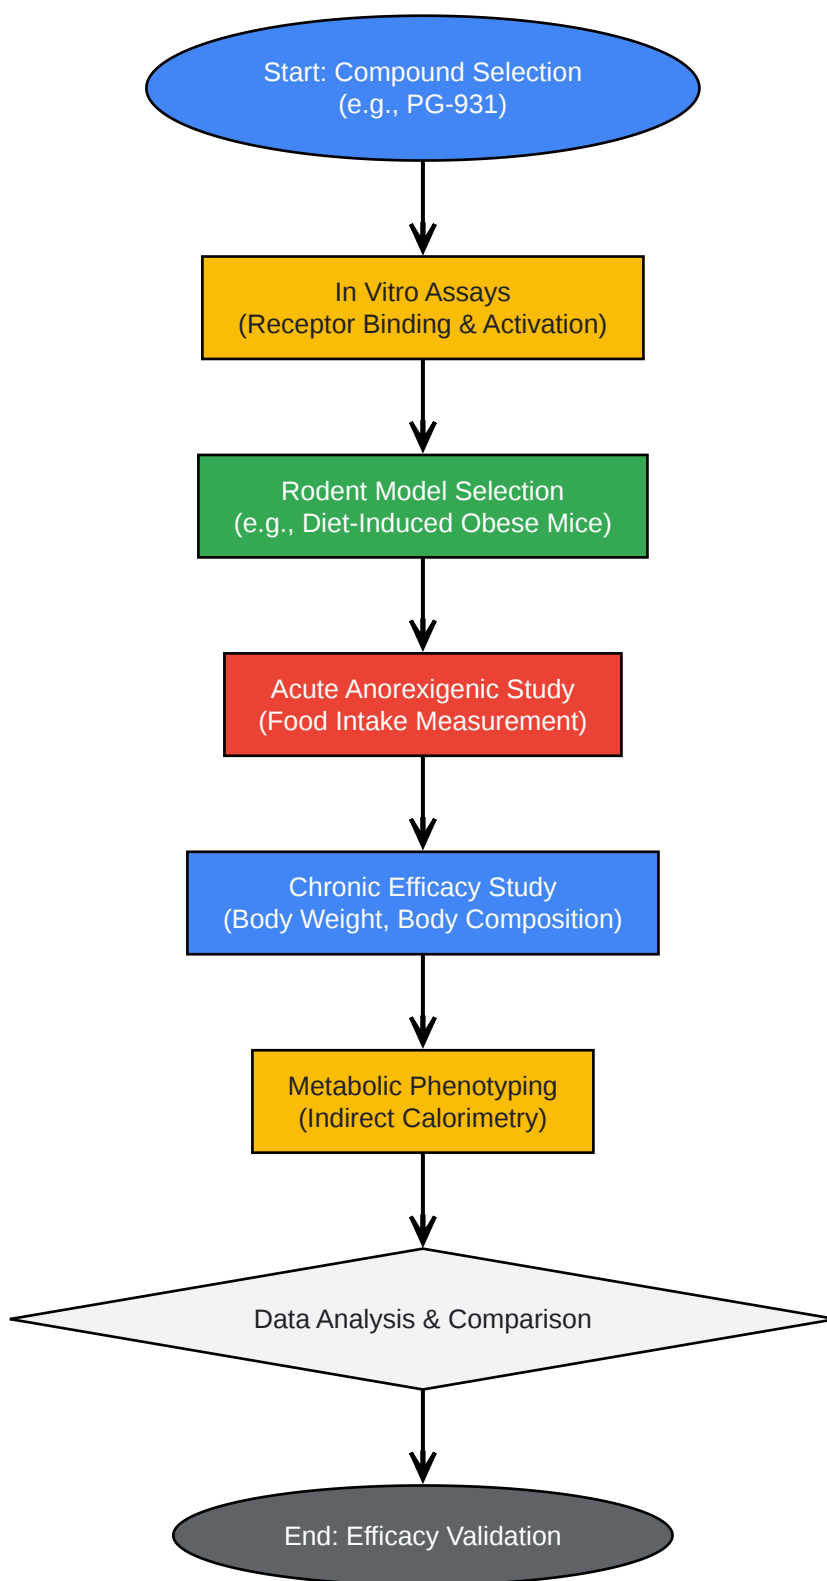 Start: Compound Selection
(e.g., PG-931)
In Vitro Assays
(Receptor Binding & Activation)
Rodent Model Selection
(e.g., Diet-Induced Obese Mice)
Acute Anorexigenic Study
(Food Intake Measurement)
Chronic Efficacy Study
(Body Weight, Body Composition)
Metabolic Phenotyping
(Indirect Calorimetry)
Data Analysis & Comparison
End: Efficacy Validation